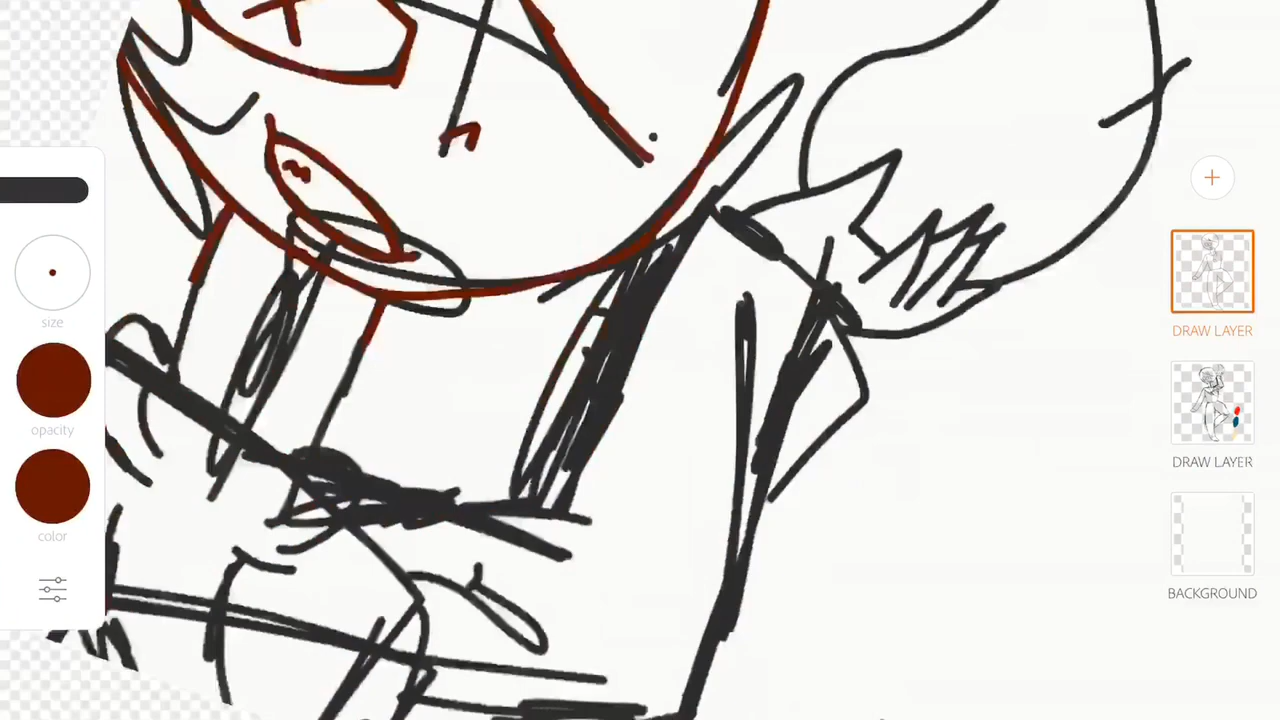 size
opacity
color
DRAW LAYER
DRAW LAYER
BACKGROUND